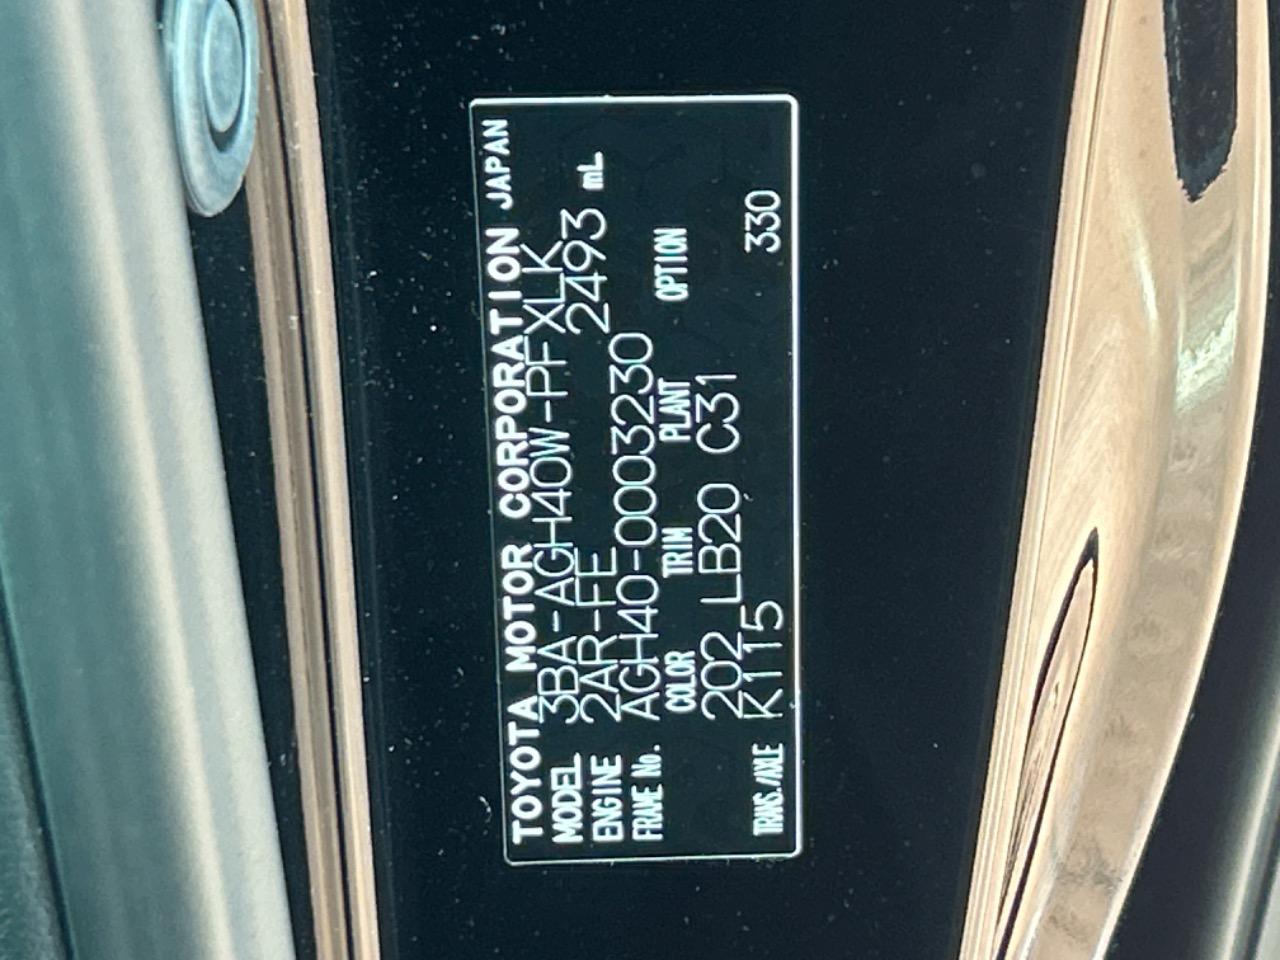 TOYOTA MOTOR CORPORATION JAPAN
MODEL 3BA-AGH40W-PFXLK
ENGINE 2AR-FE 2493 mL
FRAME No. AGH40-0003230
COLOR TRIM PLANT OPTION
202 LB20 C31
TRANS./AXLE K115 330